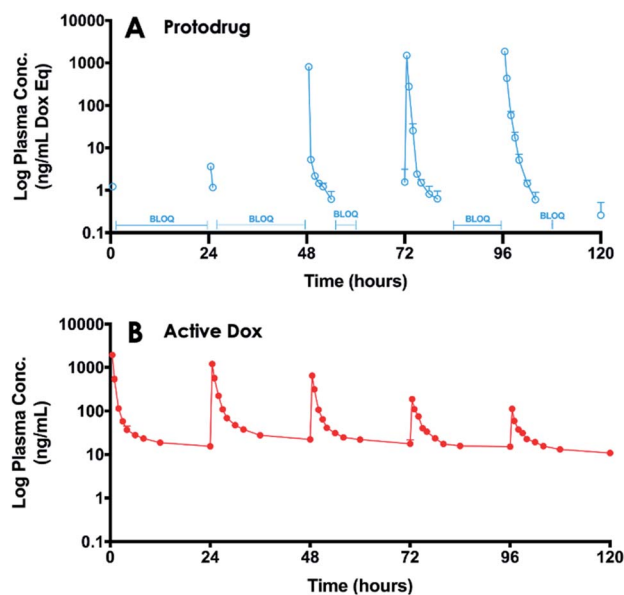 A Protodrug
Log Plasma Conc.
(ng/mL Dox Eq)
10000
1000
100
10
1
0.1
BLOQ
BLOQ
BLOQ
BLOQ
BLOQ
0 24 48 72 96 120
Time (hours)
B Active Dox
Log Plasma Conc.
(ng/mL)
10000
1000
100
10
1
0.1
0 24 48 72 96 120
Time (hours)